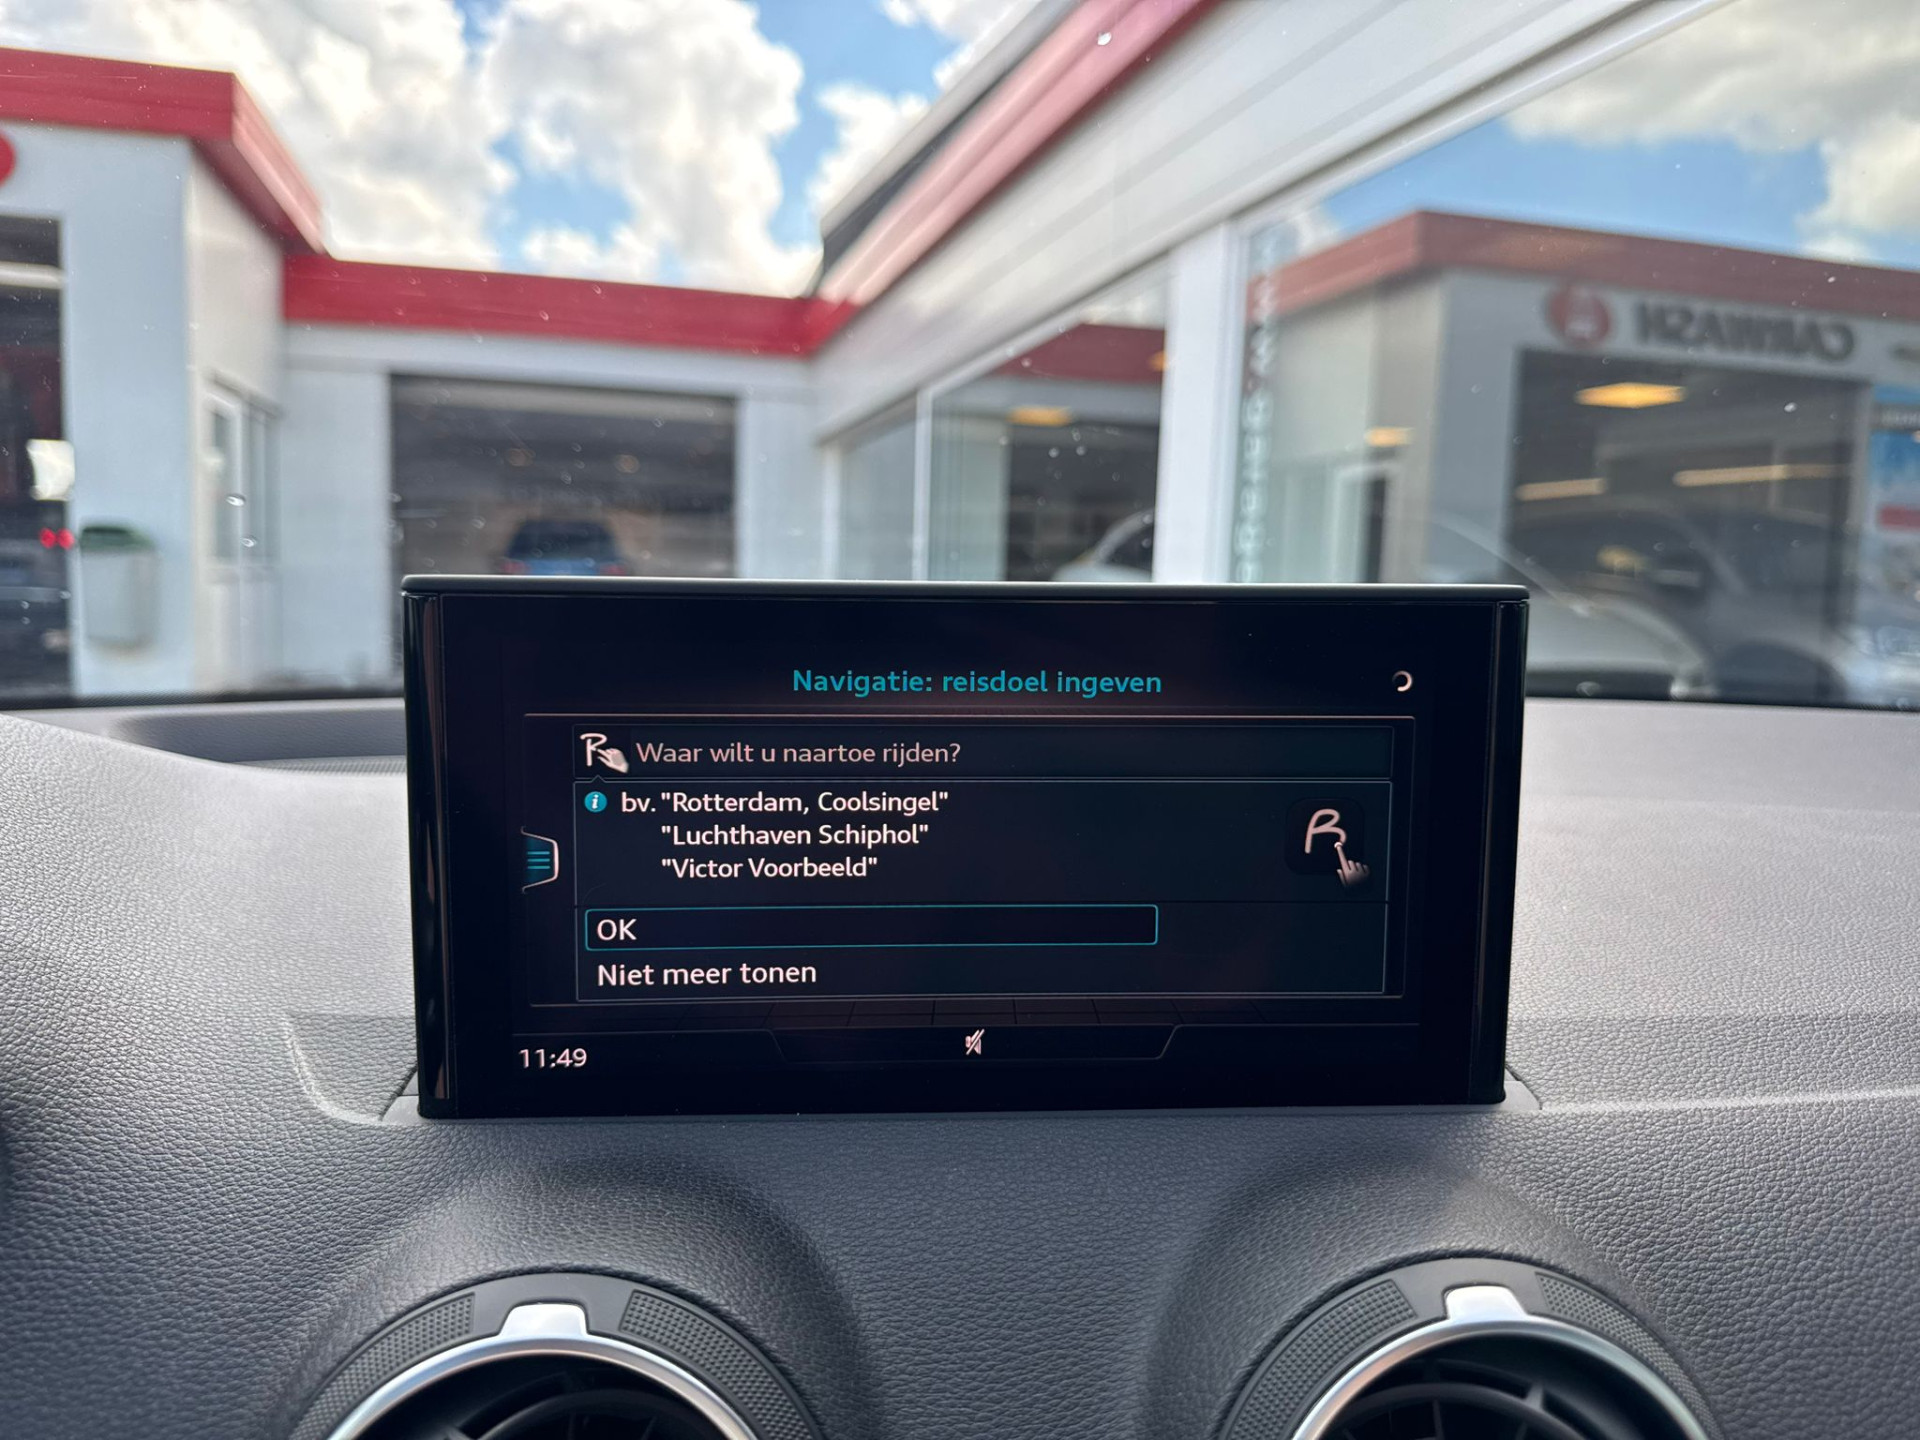 CARWASH
Navigatie: reisdoel ingeven
Waar wilt u naartoe rijden?
bv. "Rotterdam, Coolsingel"
"Luchthaven Schiphol"
"Victor Voorbeeld"
OK
Niet meer tonen
11:49